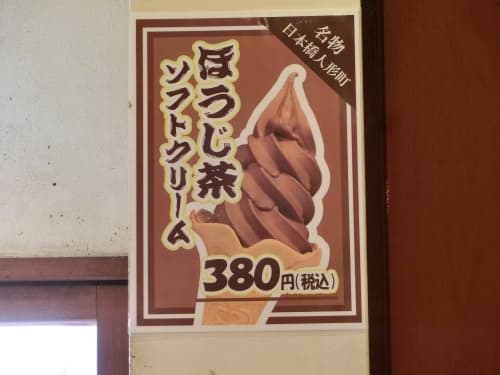 名物
日本橋人形町
ほうじ茶
ソフトクリーム
380円(税込)